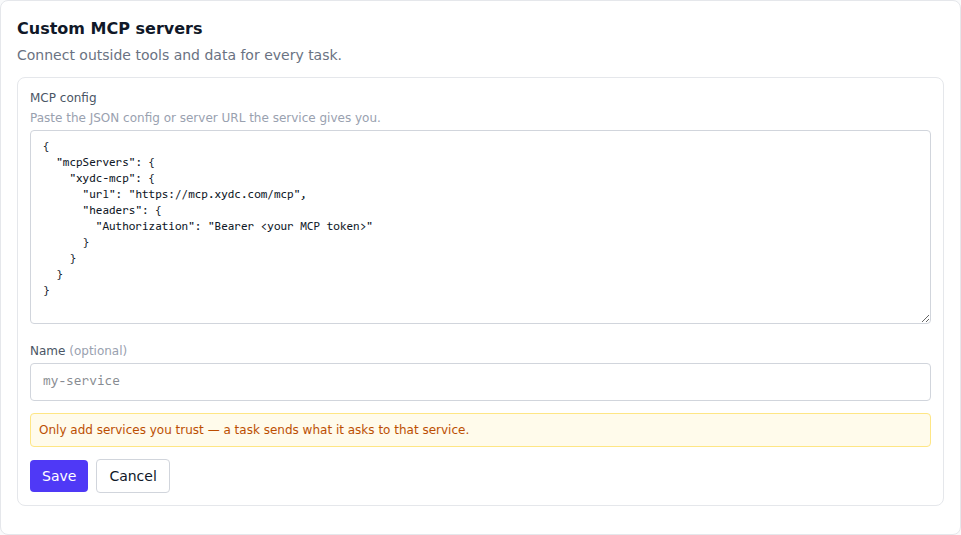 Custom MCP servers
Connect outside tools and data for every task.
MCP config
Paste the JSON config or server URL the service gives you.
{
  "mcpServers": {
    "xydc-mcp": {
      "url": "https://mcp.xydc.com/mcp",
      "headers": {
        "Authorization": "Bearer <your MCP token>"
      }
    }
  }
}
Name (optional)
my-service
Only add services you trust — a task sends what it asks to that service.
Save Cancel